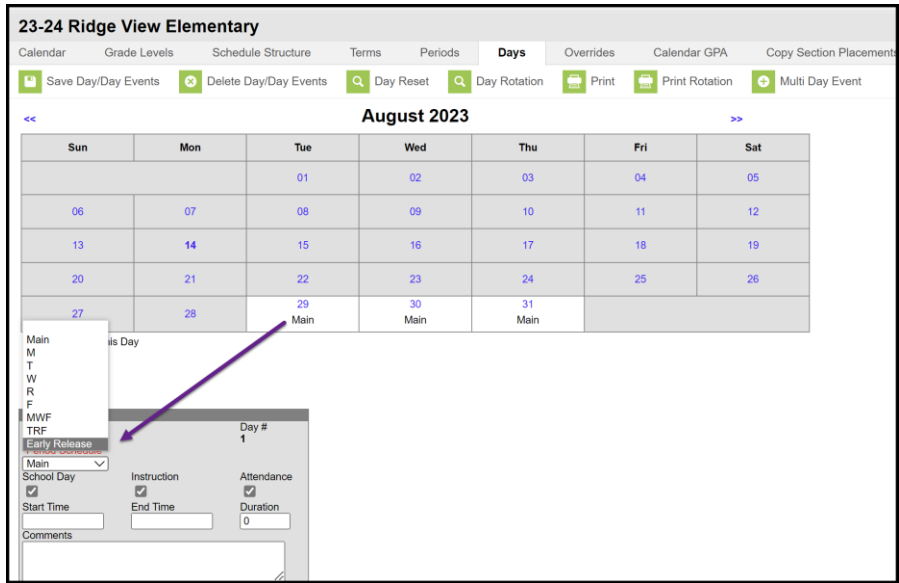 23-24 Ridge View Elementary
Calendar Grade Levels Schedule Structure Terms Periods Days Overrides Calendar GPA Copy Section Placements
Save Day/Day Events Delete Day/Day Events Day Reset Day Rotation Print Print Rotation Multi Day Event
<< August 2023 >>
Sun Mon Tue Wed Thu Fri Sat
01 02 03 04 05
06 07 08 09 10 11 12
13 14 15 16 17 18 19
20 21 22 23 24 25 26
27 28 29 30 31
Main Main Main
Main
his Day
M
T
W
R
F
MWF
TRF
Early Release
Day #
1
Period Schedule
Main
School Day Instruction Attendance
Start Time End Time Duration
0
Comments